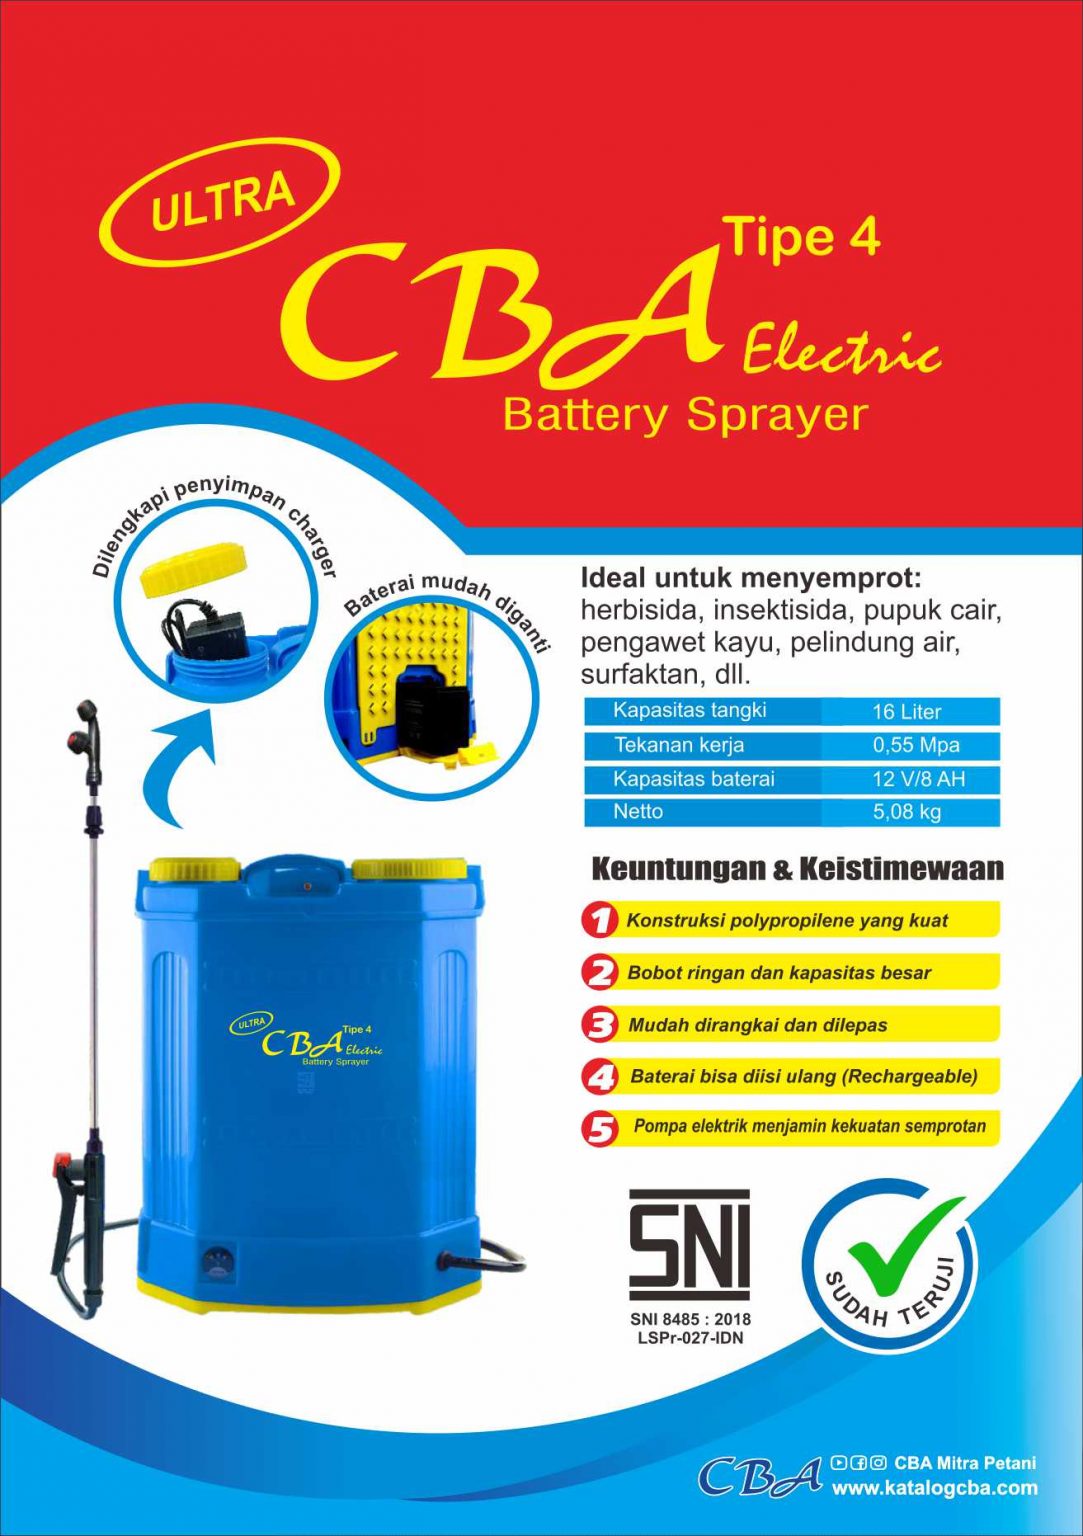 ULTRA
CBA
Tipe 4
Electric
Battery Sprayer
Dilengkapi penyimpan charger
Baterai mudah diganti
Ideal untuk menyemprot:
herbisida, insektisida, pupuk cair,
pengawet kayu, pelindung air,
surfaktan, dll.
Kapasitas tangki 16 Liter
Tekanan kerja 0,55 Mpa
Kapasitas baterai 12 V/8 AH
Netto 5,08 kg
Keuntungan & Keistimewaan
1 Konstruksi polypropilene yang kuat
2 Bobot ringan dan kapasitas besar
3 Mudah dirangkai dan dilepas
4 Baterai bisa diisi ulang (Rechargeable)
5 Pompa elektrik menjamin kekuatan semprotan
ULTRA
CBA
Tipe 4
Electric
Battery Sprayer
SNI
SNI 8485 : 2018
LSPr-027-IDN
SUDAH TERUJI
CBA
CBA Mitra Petani
www.katalogcba.com